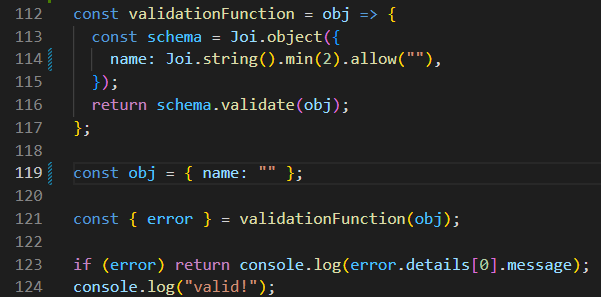 112 const validationFunction = obj => {
113   const schema = Joi.object({
114     name: Joi.string().min(2).allow(""),
115   });
116   return schema.validate(obj);
117 };
118
119 const obj = { name: "" };
120
121 const { error } = validationFunction(obj);
122
123 if (error) return console.log(error.details[0].message);
124 console.log("valid!");